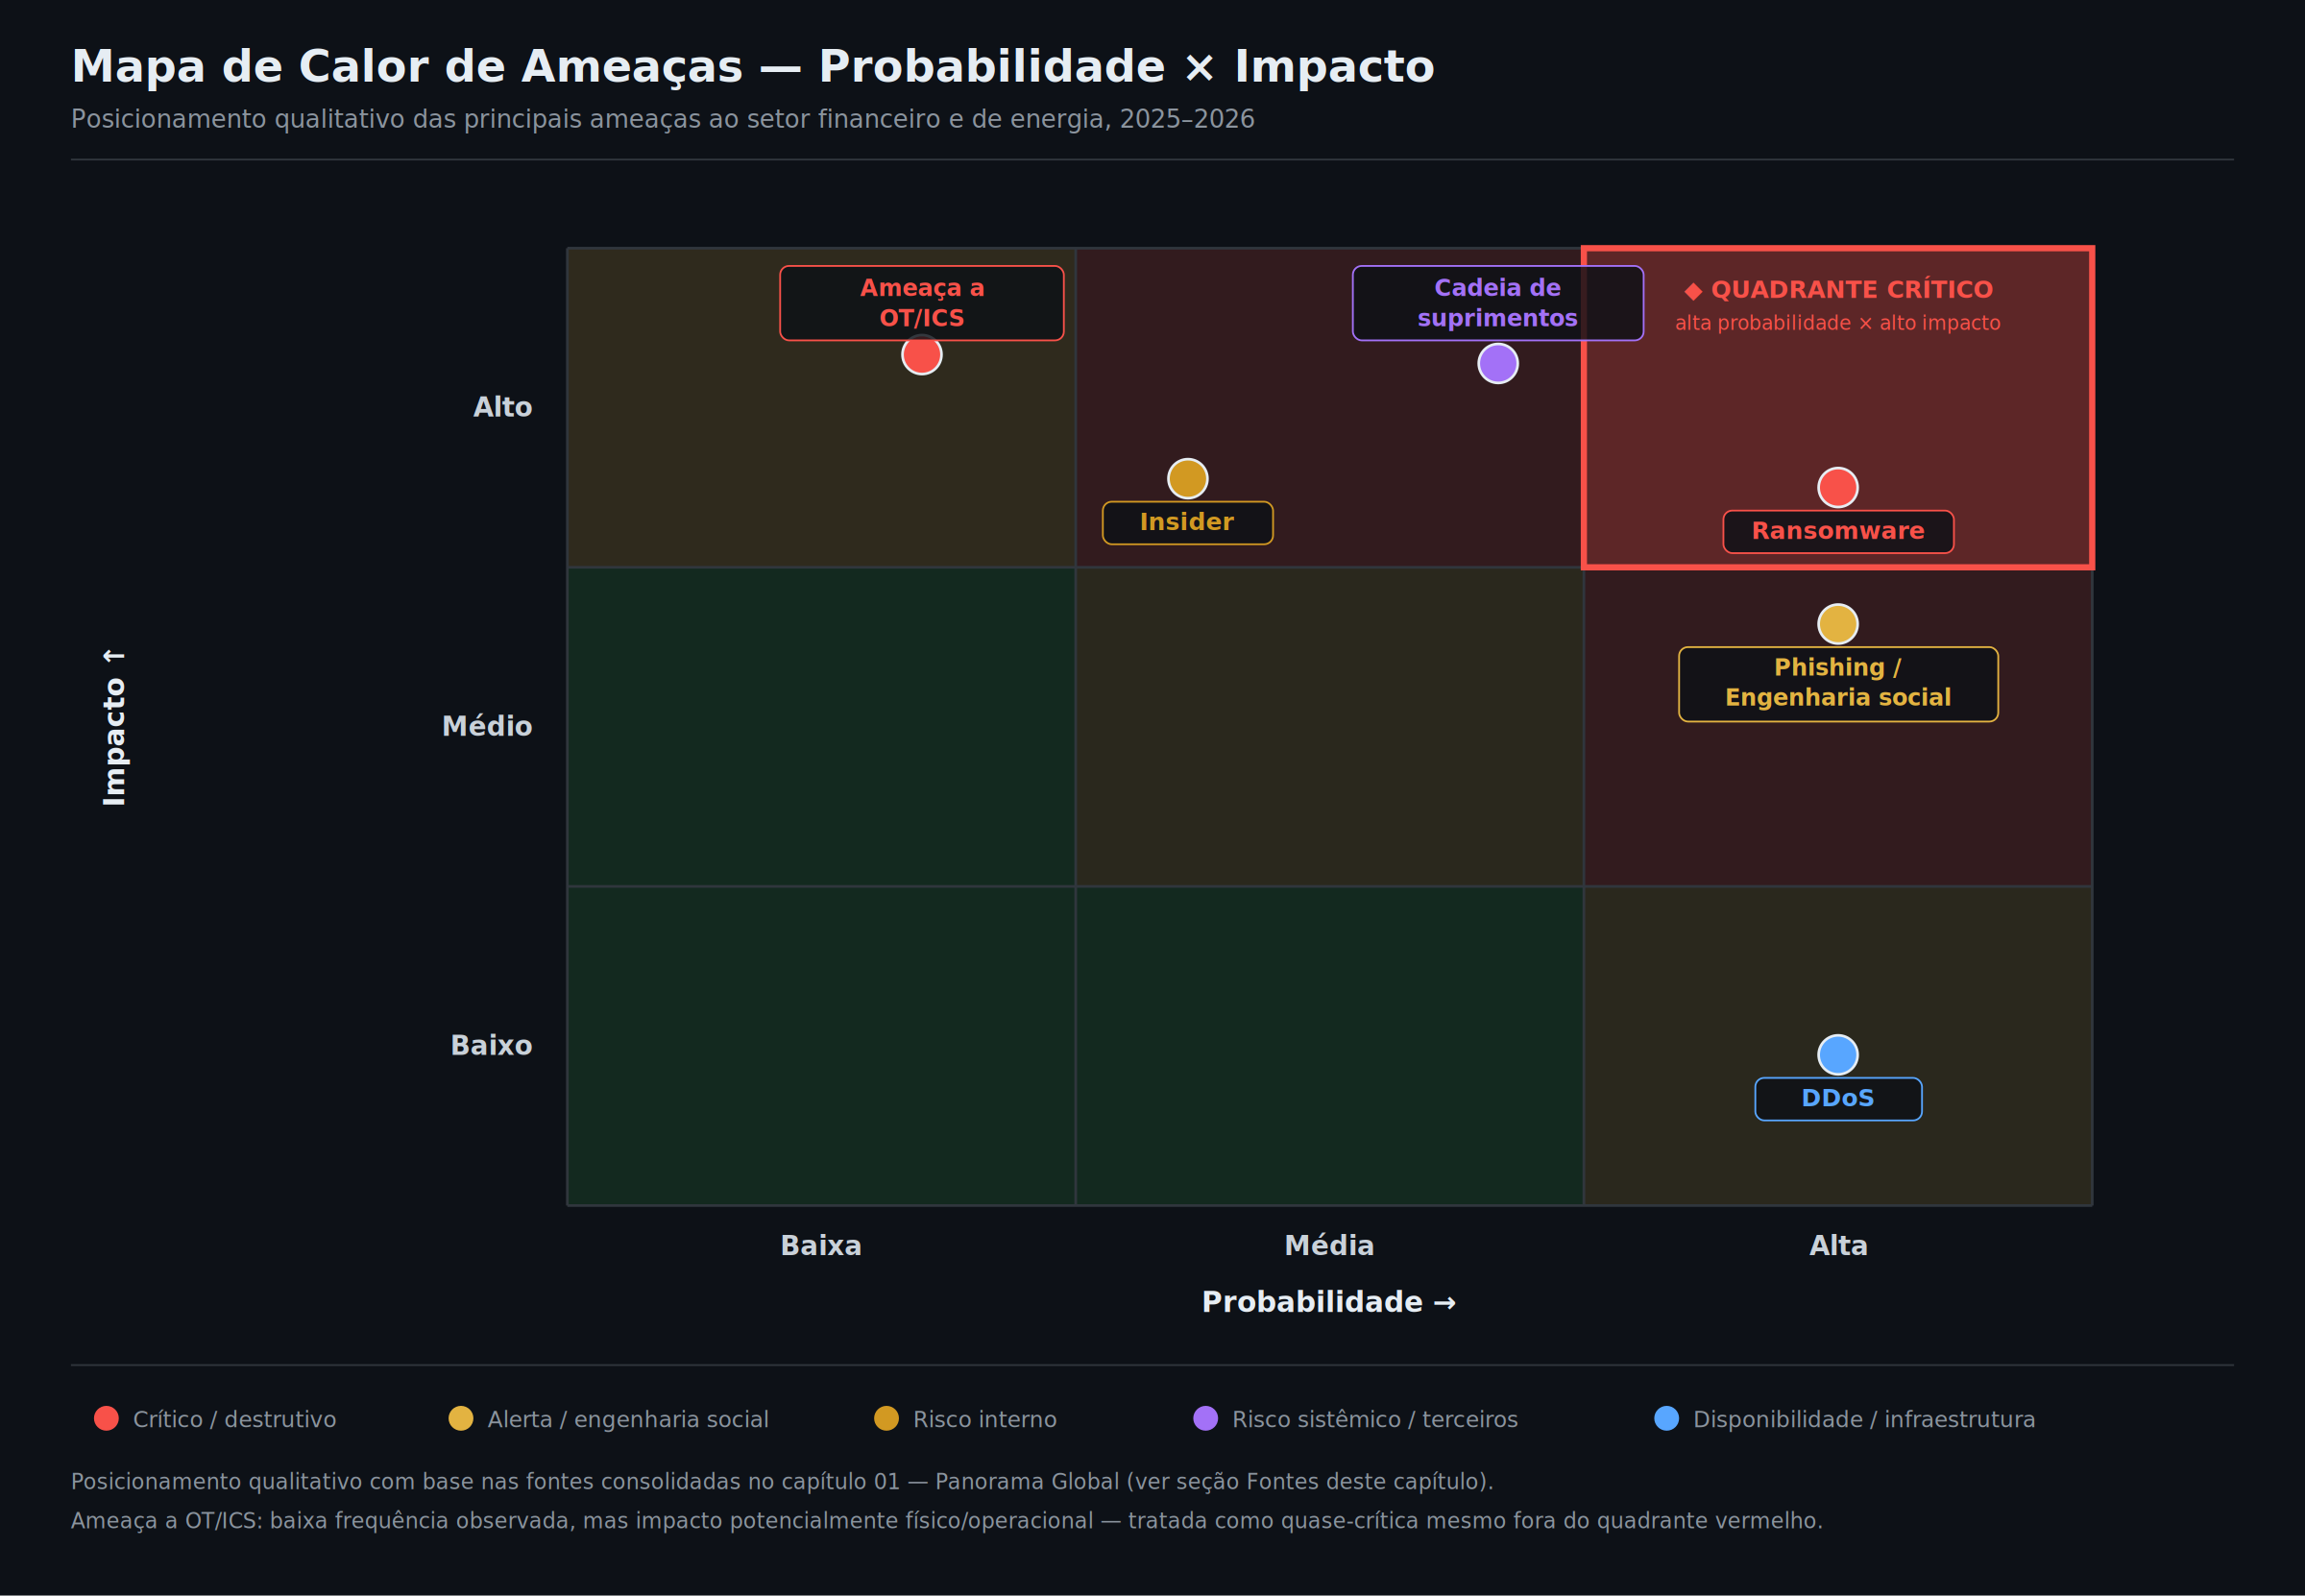 Mapa de Calor de Ameaças — Probabilidade × Impacto
Posicionamento qualitativo das principais ameaças ao setor financeiro e de energia, 2025–2026
Ameaça a
OT/ICS
Cadeia de
suprimentos
◆ QUADRANTE CRÍTICO
alta probabilidade × alto impacto
Alto
Insider
Ransomware
Impacto →
Médio
Phishing /
Engenharia social
Baixo
DDoS
Baixa
Média
Alta
Probabilidade →
Crítico / destrutivo
Alerta / engenharia social
Risco interno
Risco sistêmico / terceiros
Disponibilidade / infraestrutura
Posicionamento qualitativo com base nas fontes consolidadas no capítulo 01 — Panorama Global (ver seção Fontes deste capítulo).
Ameaça a OT/ICS: baixa frequência observada, mas impacto potencialmente físico/operacional — tratada como quase-crítica mesmo fora do quadrante vermelho.